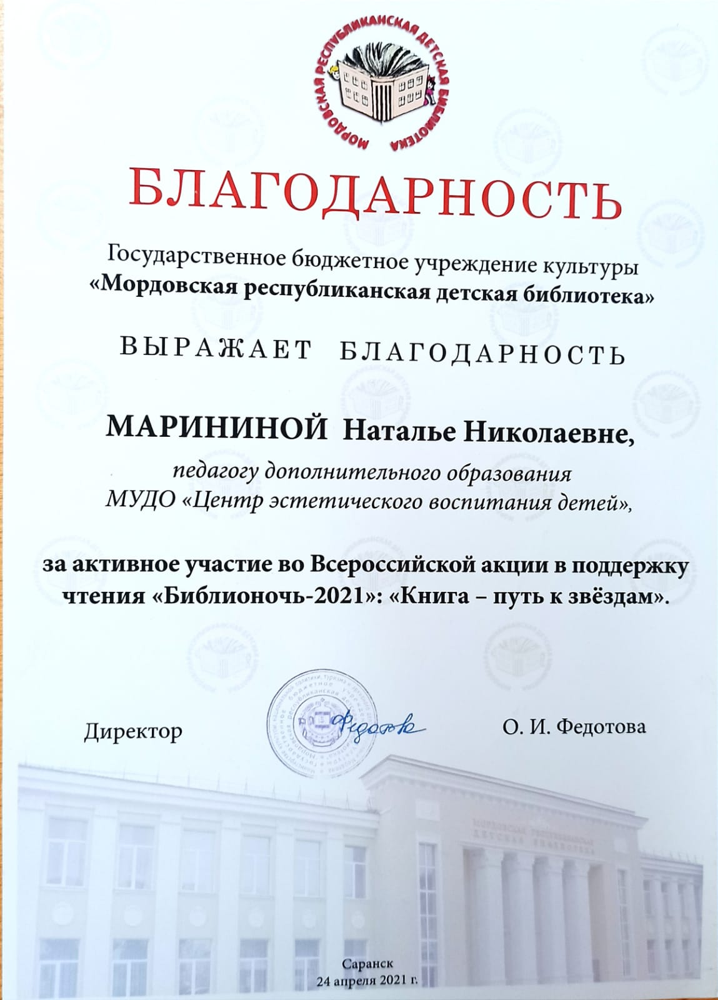 МОРДОВСКАЯ РЕСПУБЛИКАНСКАЯ ДЕТСКАЯ БИБЛИОТЕКА
БЛАГОДАРНОСТЬ
Государственное бюджетное учреждение культуры
«Мордовская республиканская детская библиотека»
ВЫРАЖАЕТ БЛАГОДАРНОСТЬ
МАРИНИНОЙ Наталье Николаевне,
педагогу дополнительного образования
МУДО «Центр эстетического воспитания детей»,
за активное участие во Всероссийской акции в поддержку
чтения «Библионочь-2021»: «Книга – путь к звёздам».
Директор
Федотова
О. И. Федотова
МОРДОВСКАЯ РЕСПУБЛИКАНСКАЯ
ДЕТСКАЯ БИБЛИОТЕКА
Саранск
24 апреля 2021 г.